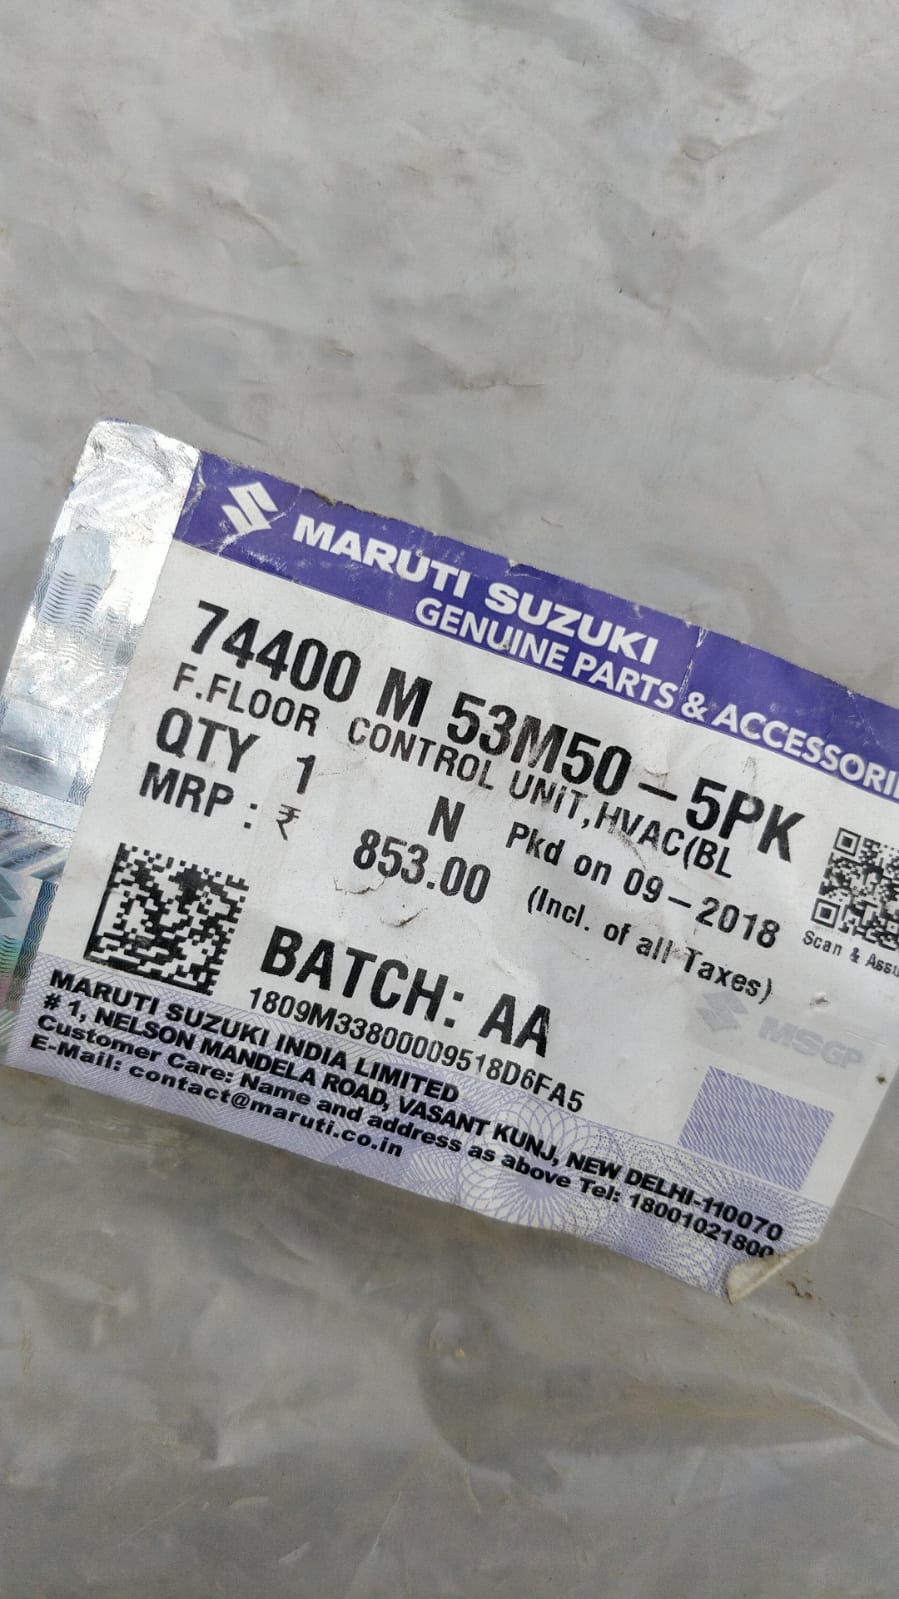 MARUTI SUZUKI
GENUINE PARTS & ACCESSORI
74400 M 53M50-5PK
F.FLOOR CONTROL UNIT,HVAC(BL
QTY 1 N Pkd on 09-2018
MRP : ₹ 853.00 (Incl. of all Taxes)
Scan & Assu
BATCH: AA
1809M33800009518D6FA5
MSGP
MARUTI SUZUKI INDIA LIMITED
# 1, NELSON MANDELA ROAD, VASANT KUNJ, NEW DELHI-110070
Customer Care: Name and address as above Tel: 18001021800
E-Mail: contact@maruti.co.in